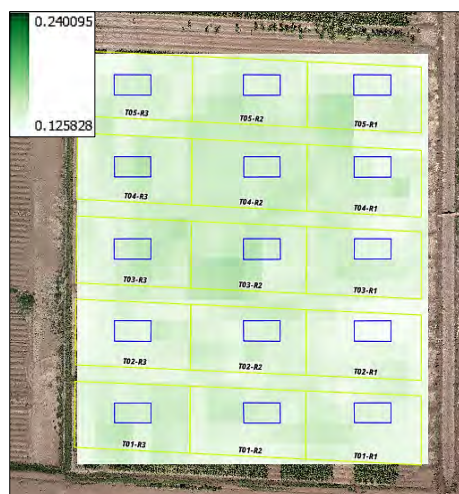 0.240095
0.125828
T05-R3
T05-R2
T05-R1
T04-R3
T04-R2
T04-R1
T03-R3
T03-R2
T03-R1
T02-R3
T02-R2
T02-R1
T01-R3
T01-R2
T01-R1